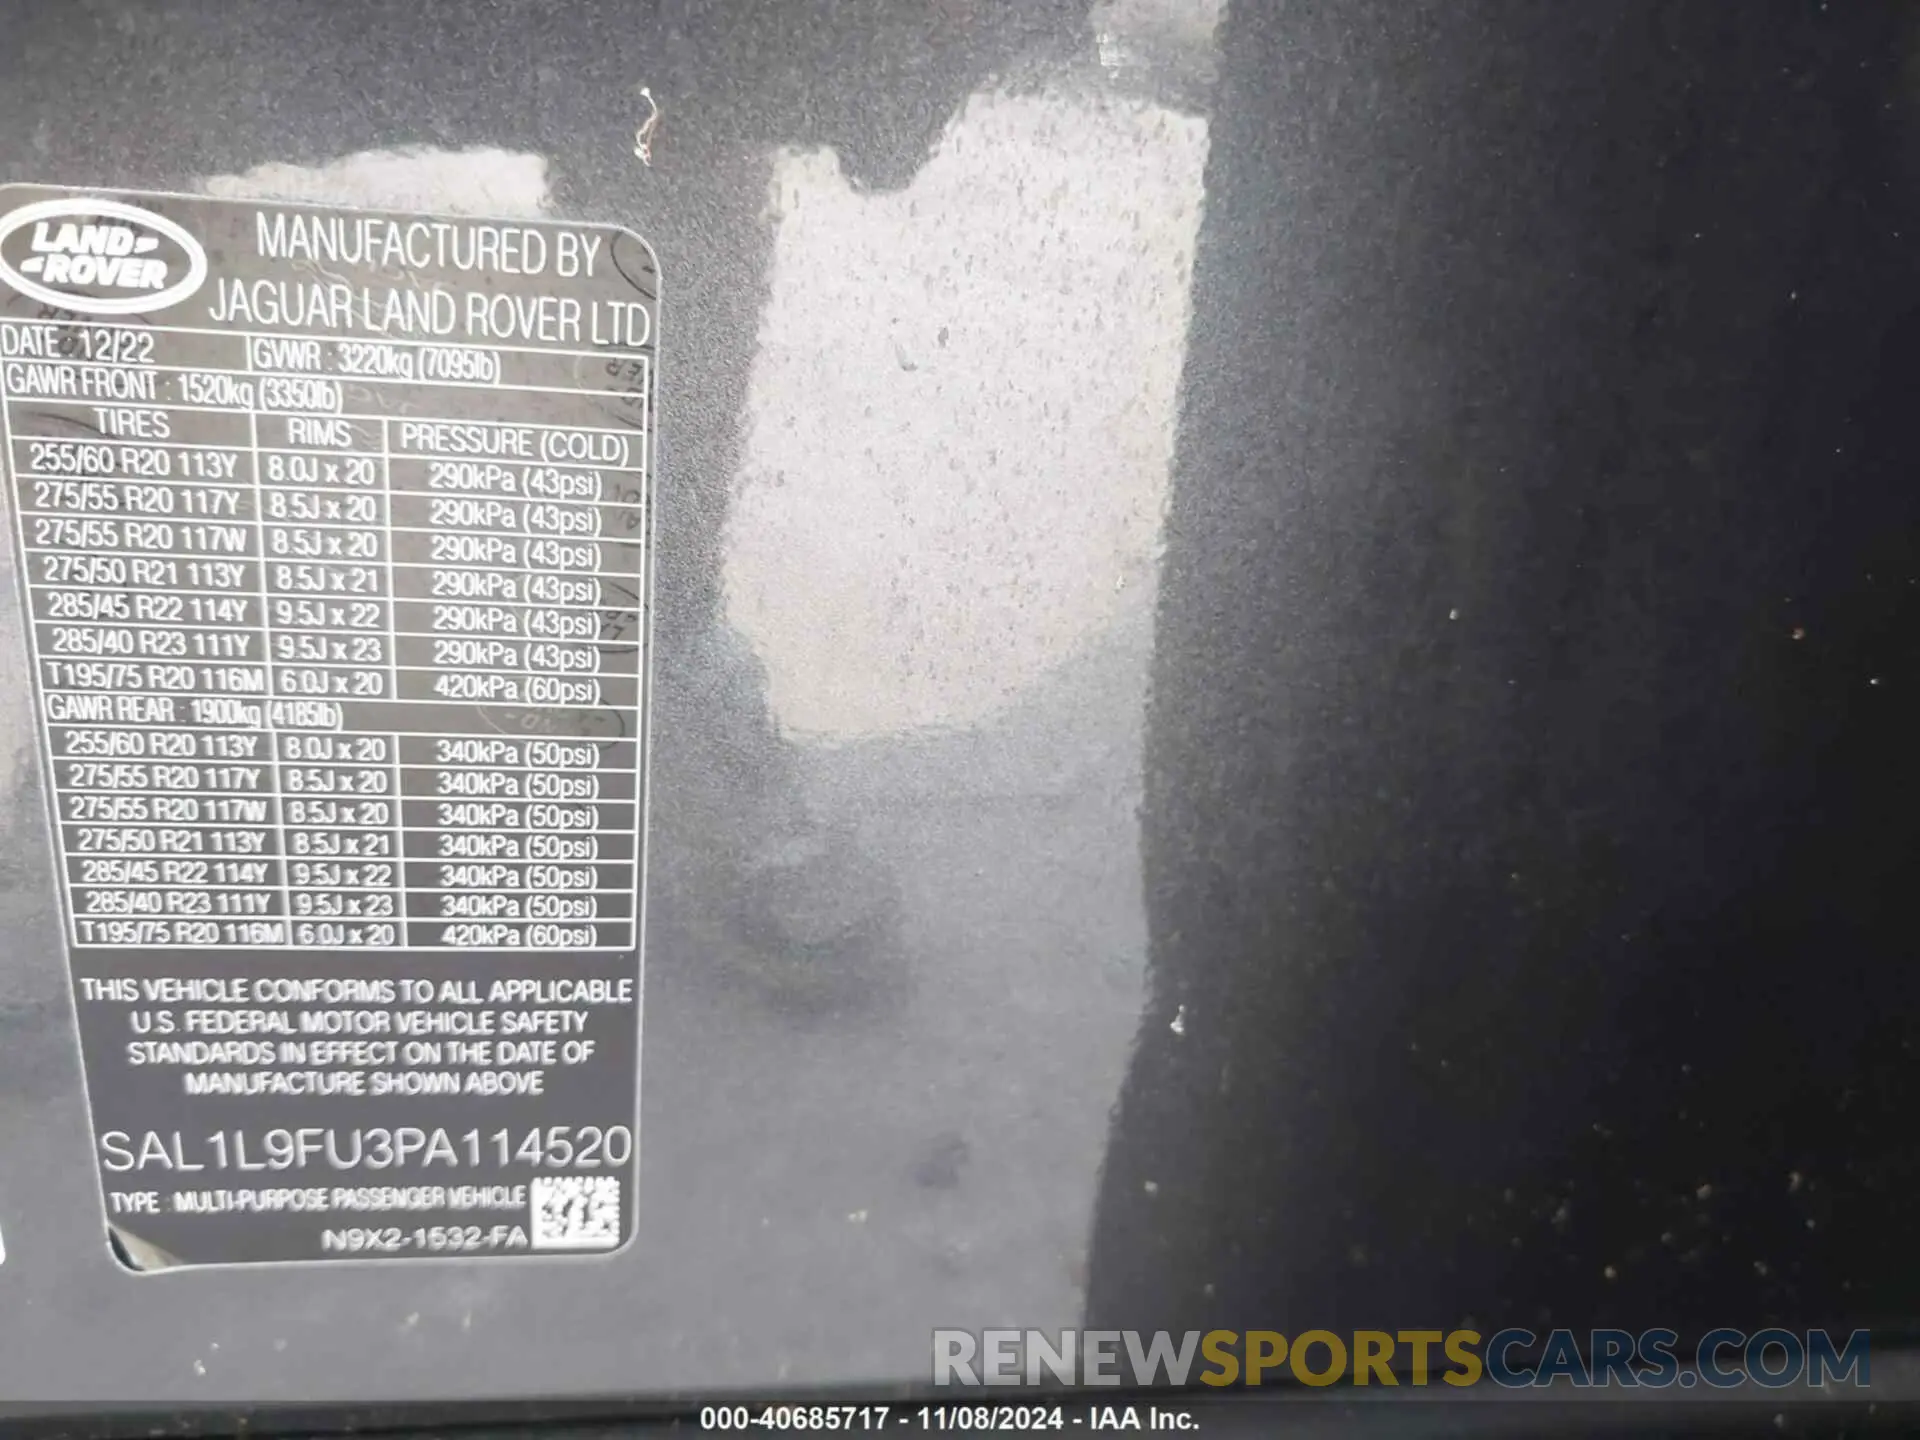 LAND-
-ROVER
MANUFACTURED BY
JAGUAR LAND ROVER LTD
DATE : 12/22 GVWR : 3220kg (7095lb)
GAWR FRONT : 1520kg (3350lb)
TIRES RIMS PRESSURE (COLD)
255/60 R20 113Y 8.0J x 20 290kPa (43psi)
275/55 R20 117Y 8.5J x 20 290kPa (43psi)
275/55 R20 117W 8.5J x 20 290kPa (43psi)
275/50 R21 113Y 8.5J x 21 290kPa (43psi)
285/45 R22 114Y 9.5J x 22 290kPa (43psi)
285/40 R23 111Y 9.5J x 23 290kPa (43psi)
T195/75 R20 116M 6.0J x 20 420kPa (60psi)
GAWR REAR : 1900kg (4185lb)
255/60 R20 113Y 8.0J x 20 340kPa (50psi)
275/55 R20 117Y 8.5J x 20 340kPa (50psi)
275/55 R20 117W 8.5J x 20 340kPa (50psi)
275/50 R21 113Y 8.5J x 21 340kPa (50psi)
285/45 R22 114Y 9.5J x 22 340kPa (50psi)
285/40 R23 111Y 9.5J x 23 340kPa (50psi)
T195/75 R20 116M 6.0J x 20 420kPa (60psi)
THIS VEHICLE CONFORMS TO ALL APPLICABLE
U.S. FEDERAL MOTOR VEHICLE SAFETY
STANDARDS IN EFFECT ON THE DATE OF
MANUFACTURE SHOWN ABOVE
SAL1L9FU3PA114520
TYPE : MULTI-PURPOSE PASSENGER VEHICLE
N9X2-1532-FA
RENEWSPORTSCARS.COM
000-40685717 - 11/08/2024 - IAA Inc.